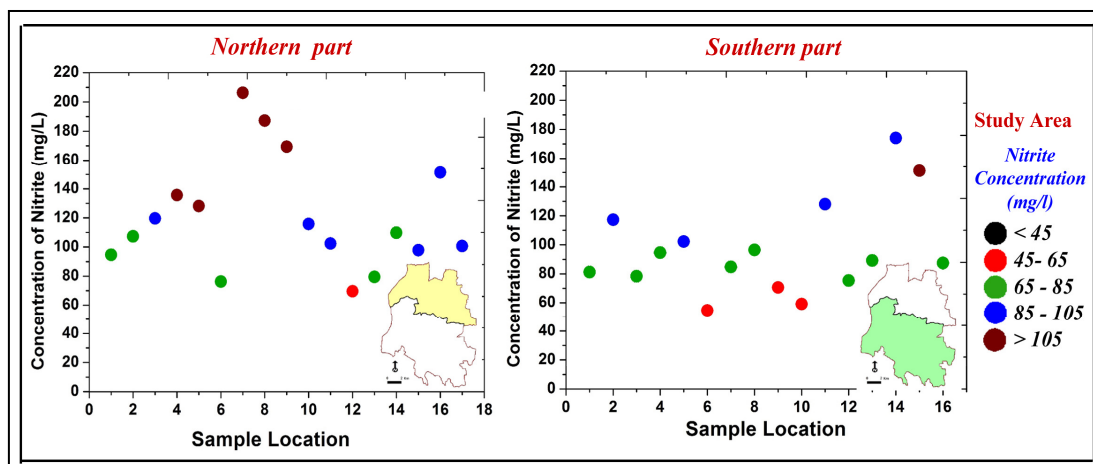 Northern part
Southern part
220
200
180
160
140
120
100
80
60
40
20
0
Concentration of Nitrite (mg/L)
0 2 4 6 8 10 12 14 16 18
Sample Location
220
200
180
160
140
120
100
80
60
40
20
0
Concentration of Nitrite (mg/L)
0 2 4 6 8 10 12 14 16
Sample Location
Study Area
Nitrite
Concentration
(mg/l)
< 45
45- 65
65 - 85
85 - 105
> 105